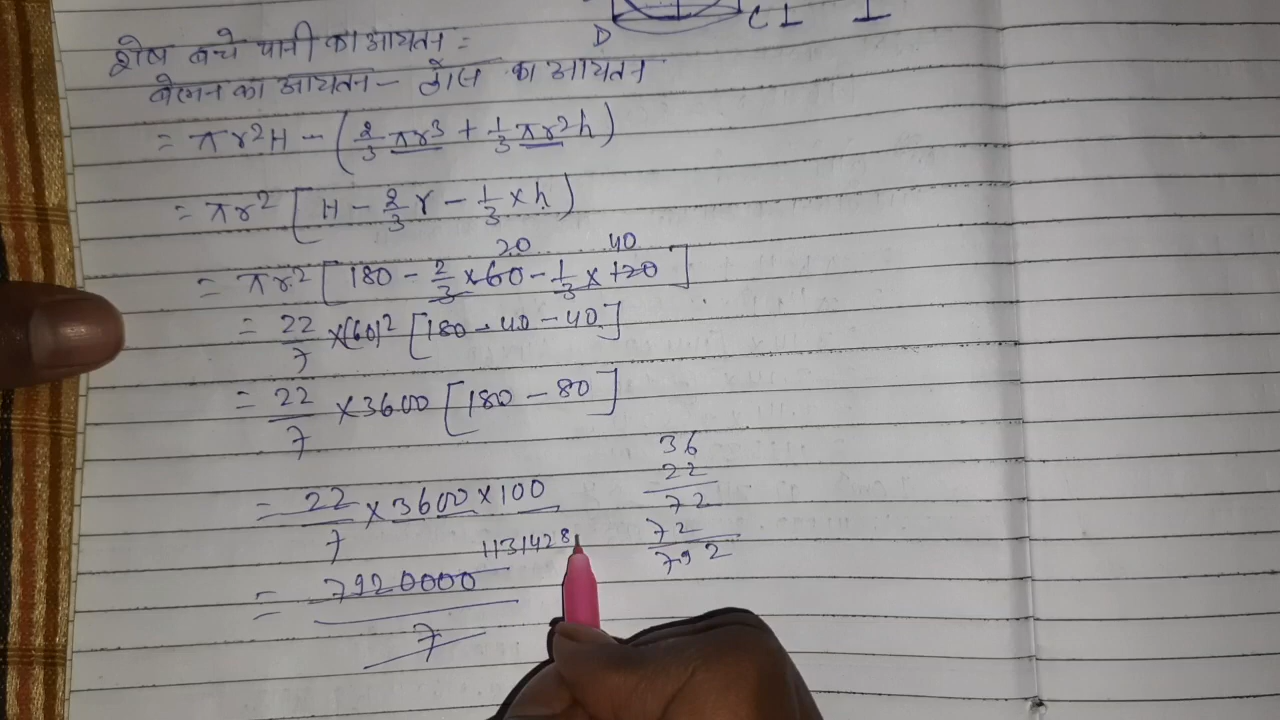 D C
शेष बचे पानी का आयतन =
बेलन का आयतन - ठोस का आयतन
= πr²H - (2/3 πr³ + 1/3 πr²h)
= πr² [H - 2/3 r - 1/3 × h)
20 40
= πr² [180 - 2/3 × 60 - 1/3 × 120]
= 22/7 × (60)² [180 - 40 - 40]
= 22/7 × 3600 [180 - 80]
36
22
72
72
792
= 22/7 × 3600 × 100
1131428
= 7920000/7